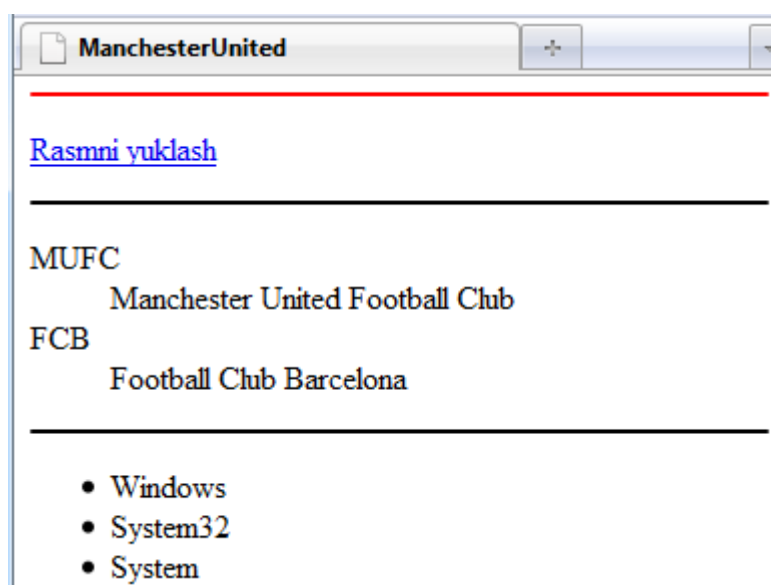 ManchesterUnited
Rasmni yuklash
MUFC
Manchester United Football Club
FCB
Football Club Barcelona
Windows
System32
System